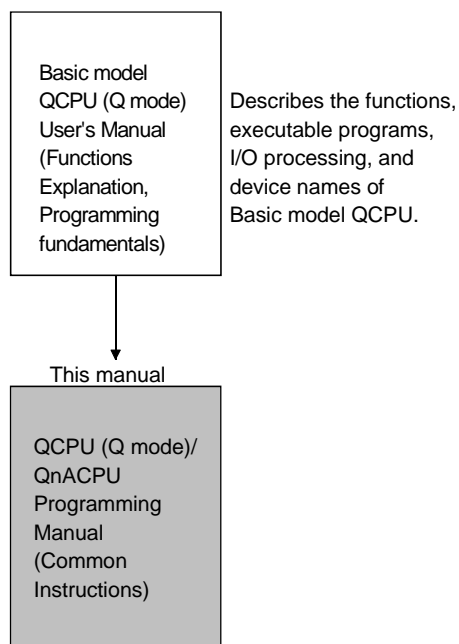 Basic model
QCPU (Q mode)
User's Manual
(Functions
Explanation,
Programming
fundamentals)
Describes the functions,
executable programs,
I/O processing, and
device names of
Basic model QCPU.
This manual
QCPU (Q mode)/
QnACPU
Programming
Manual
(Common
Instructions)